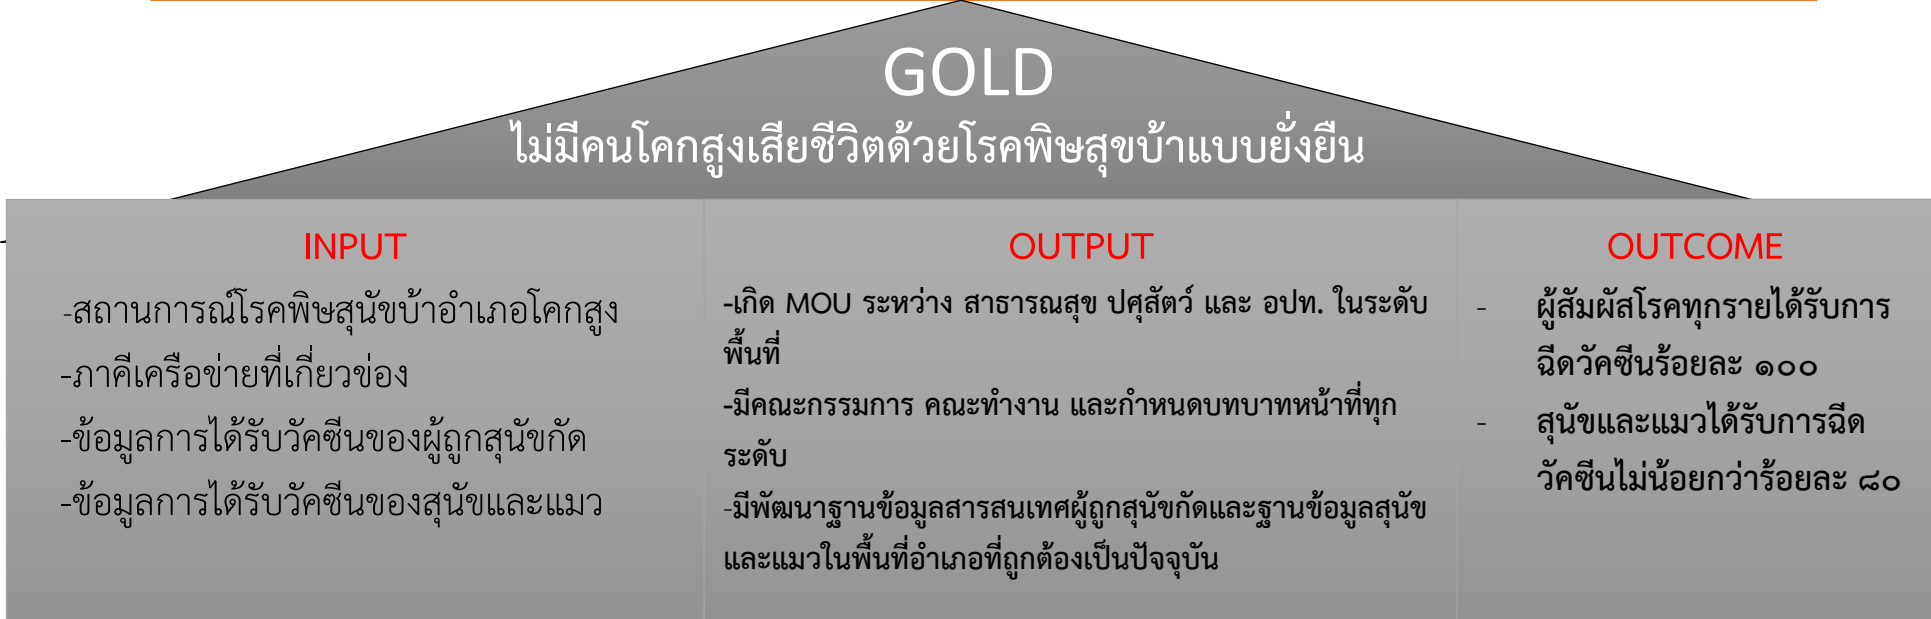 GOLD
ไม่มีคนโคกสูงเสียชีวิตด้วยโรคพิษสุขบ้าแบบยั่งยืน
INPUT
-สถานการณ์โรคพิษสุนัขบ้าอำเภอโคกสูง
-ภาคีเครือข่ายที่เกี่ยวข่อง
-ข้อมูลการได้รับวัคซีนของผู้ถูกสุนัขกัด
-ข้อมูลการได้รับวัคซีนของสุนัขและแมว
OUTPUT
-เกิด MOU ระหว่าง สาธารณสุข ปศุสัตว์ และ อปท. ในระดับ
พื้นที่
-มีคณะกรรมการ คณะทำงาน และกำหนดบทบาทหน้าที่ทุก
ระดับ
-มีพัฒนาฐานข้อมูลสารสนเทศผู้ถูกสุนัขกัดและฐานข้อมูลสุนัข
และแมวในพื้นที่อำเภอที่ถูกต้องเป็นปัจจุบัน
OUTCOME
- ผู้สัมผัสโรคทุกรายได้รับการ
ฉีดวัคซีนร้อยละ ๑๐๐
- สุนัขและแมวได้รับการฉีด
วัคซีนไม่น้อยกว่าร้อยละ ๘๐